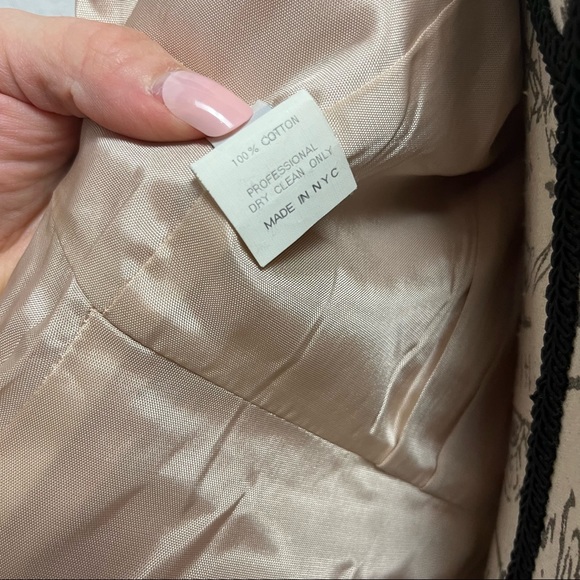 100% COTTON
PROFESSIONAL
DRY CLEAN ONLY
MADE IN NYC